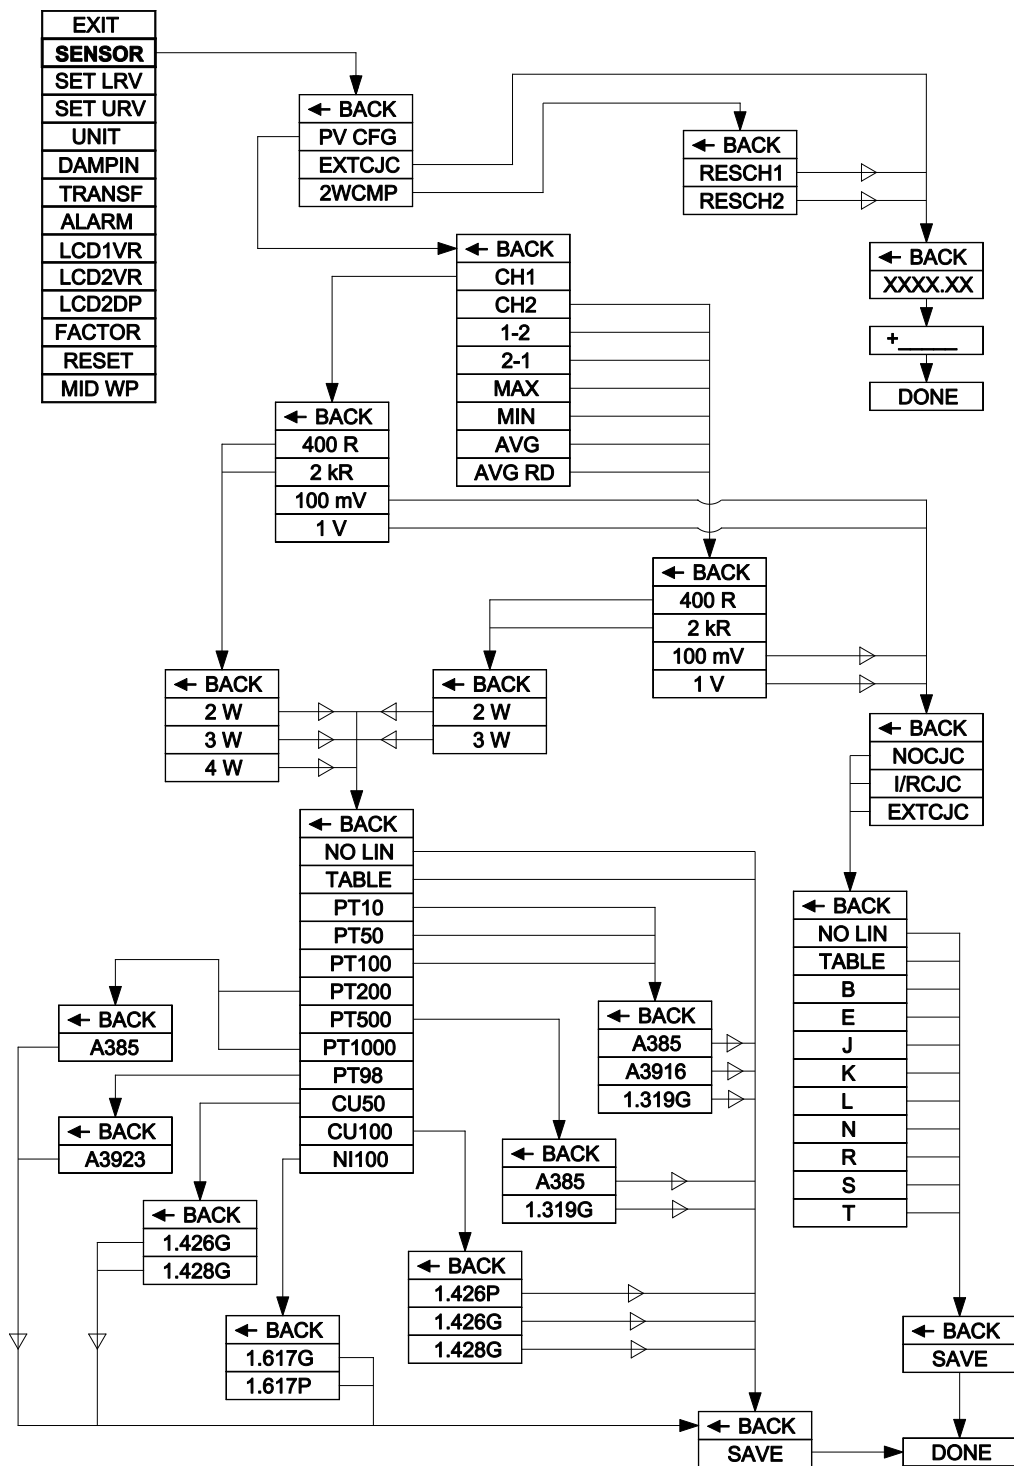 EXIT
SENSOR
SET LRV
SET URV
UNIT
DAMPIN
TRANSF
ALARM
LCD1VR
LCD2VR
LCD2DP
FACTOR
RESET
MID WP
← BACK
PV CFG
EXTCJC
2WCMP
← BACK
RESCH1
RESCH2
← BACK
XXXX.XX
+_____
DONE
← BACK
CH1
CH2
1-2
2-1
MAX
MIN
AVG
AVG RD
← BACK
400 R
2 kR
100 mV
1 V
← BACK
400 R
2 kR
100 mV
1 V
← BACK
2 W
3 W
4 W
← BACK
2 W
3 W
← BACK
NOCJC
I/RCJC
EXTCJC
← BACK
NO LIN
TABLE
PT10
PT50
PT100
PT200
PT500
PT1000
PT98
CU50
CU100
NI100
← BACK
NO LIN
TABLE
B
E
J
K
L
N
R
S
T
← BACK
A385
← BACK
A385
A3916
1.319G
← BACK
A3923
← BACK
A385
1.319G
← BACK
1.426G
1.428G
← BACK
1.426P
1.426G
1.428G
← BACK
1.617G
1.617P
← BACK
SAVE
← BACK
SAVE
DONE